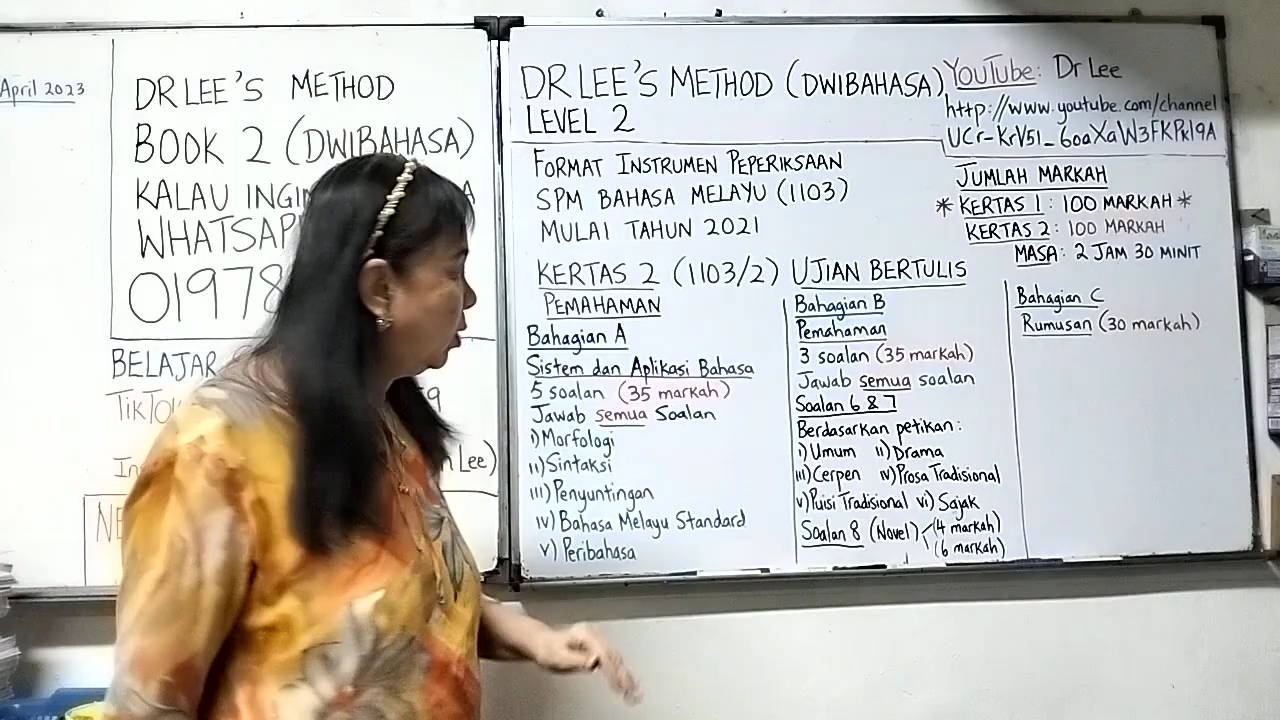 April 2023
DR LEE'S METHOD
BOOK 2 (DWIBAHASA)
KALAU INGIN
WHATSAPP
01978
BELAJAR
TikTok
Lee)
DR LEE'S METHOD (DWIBAHASA)
LEVEL 2
YouTube: Dr Lee
http://www.youtube.com/channel
UCr-KrV51_6oaXaW3FKPkl9A
FORMAT INSTRUMEN PEPERIKSAAN
SPM BAHASA MELAYU (1103)
MULAI TAHUN 2021
JUMLAH MARKAH
* KERTAS 1 : 100 MARKAH *
KERTAS 2 : 100 MARKAH
MASA : 2 JAM 30 MINIT
KERTAS 2 (1103/2) UJIAN BERTULIS
PEMAHAMAN
Bahagian A
Sistem dan Aplikasi Bahasa
5 soalan (35 markah)
Jawab semua Soalan
i) Morfologi
ii) Sintaksi
iii) Penyuntingan
iv) Bahasa Melayu Standard
v) Peribahasa
Bahagian B
Pemahaman
3 soalan (35 markah)
Jawab semua soalan
Soalan 6 & 7
Berdasarkan petikan :
i) Umum ii) Drama
iii) Cerpen iv) Prosa Tradisional
v) Puisi Tradisional vi) Sajak
Soalan 8 (Novel) (4 markah)
(6 markah)
Bahagian C
Rumusan (30 markah)